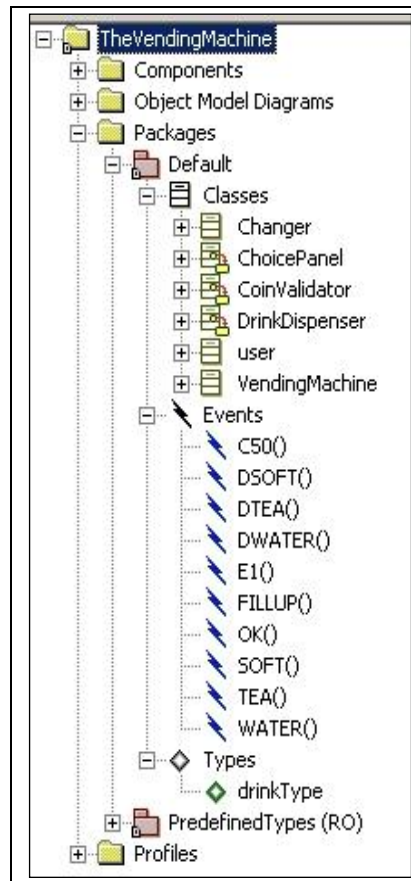 TheVendingMachine
Components
Object Model Diagrams
Packages
Default
Classes
Changer
ChoicePanel
CoinValidator
DrinkDispenser
user
VendingMachine
Events
C50()
DSOFT()
DTEA()
DWATER()
E1()
FILLUP()
OK()
SOFT()
TEA()
WATER()
Types
drinkType
PredefinedTypes (RO)
Profiles